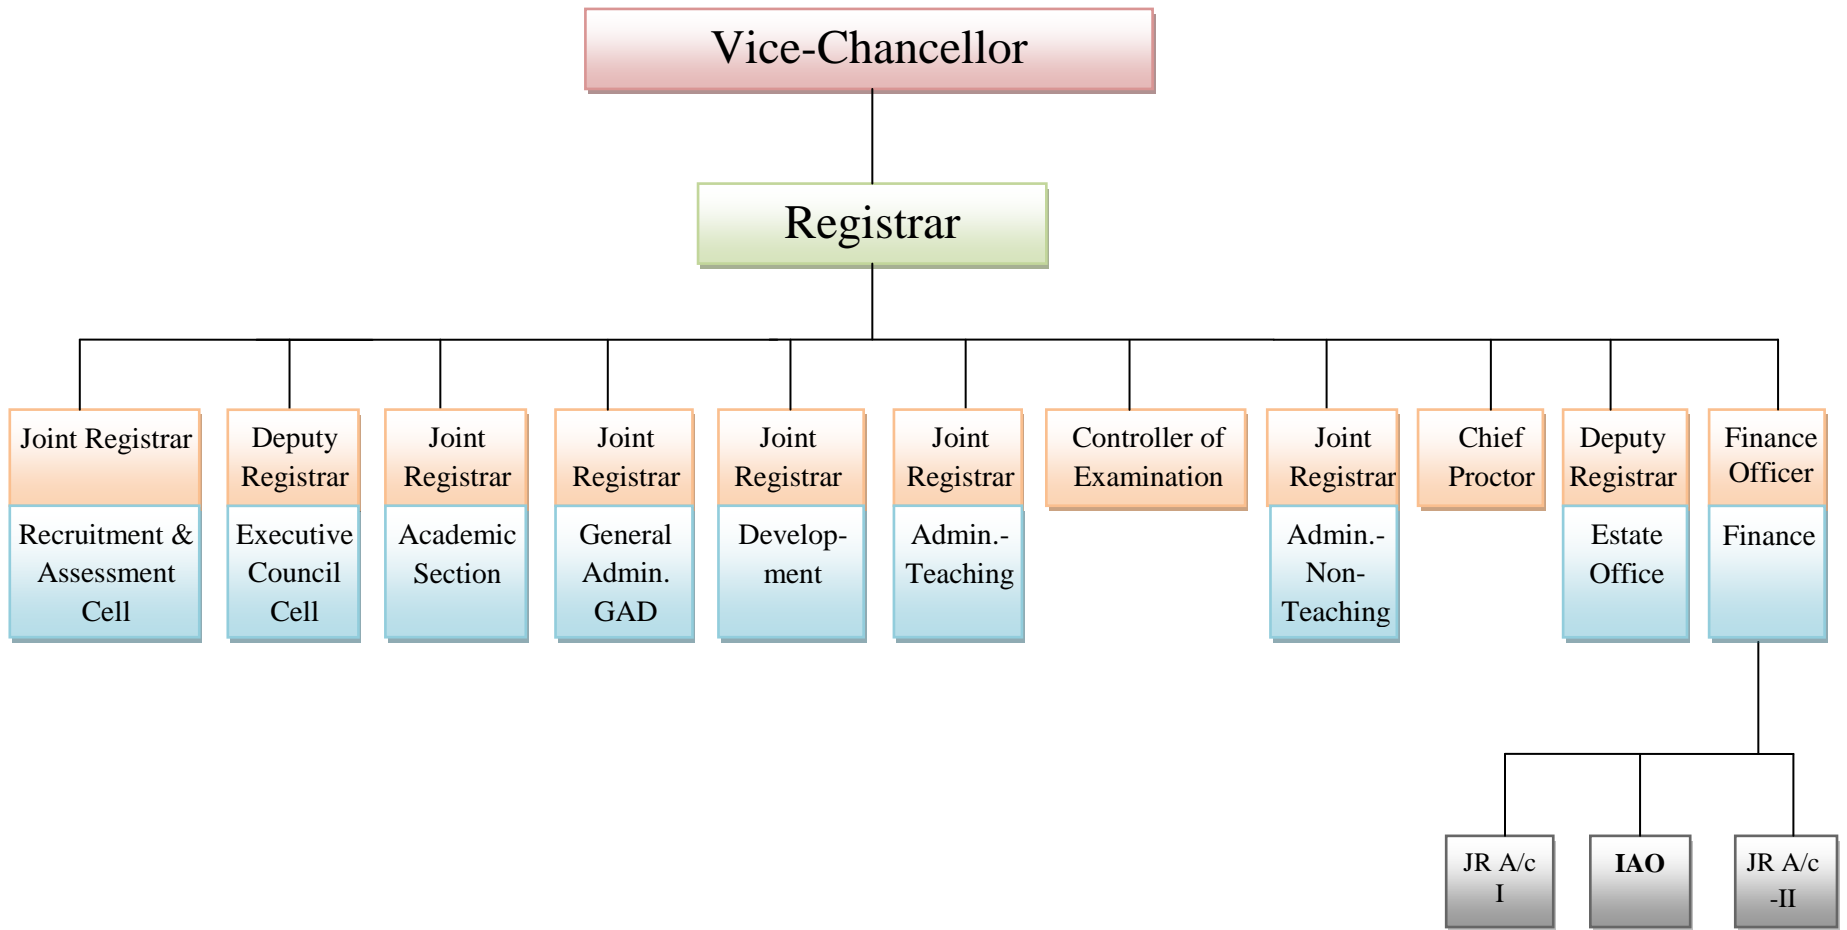 Vice-Chancellor
Registrar
Joint Registrar
Recruitment &
Assessment
Cell
Deputy
Registrar
Executive
Council
Cell
Joint
Registrar
Academic
Section
Joint
Registrar
General
Admin.
GAD
Joint
Registrar
Develop-
ment
Joint
Registrar
Admin.-
Teaching
Controller of
Examination
Joint
Registrar
Admin.-
Non-
Teaching
Chief
Proctor
Deputy
Registrar
Estate
Office
Finance
Officer
Finance
JR A/c
I
IAO
JR A/c
-II